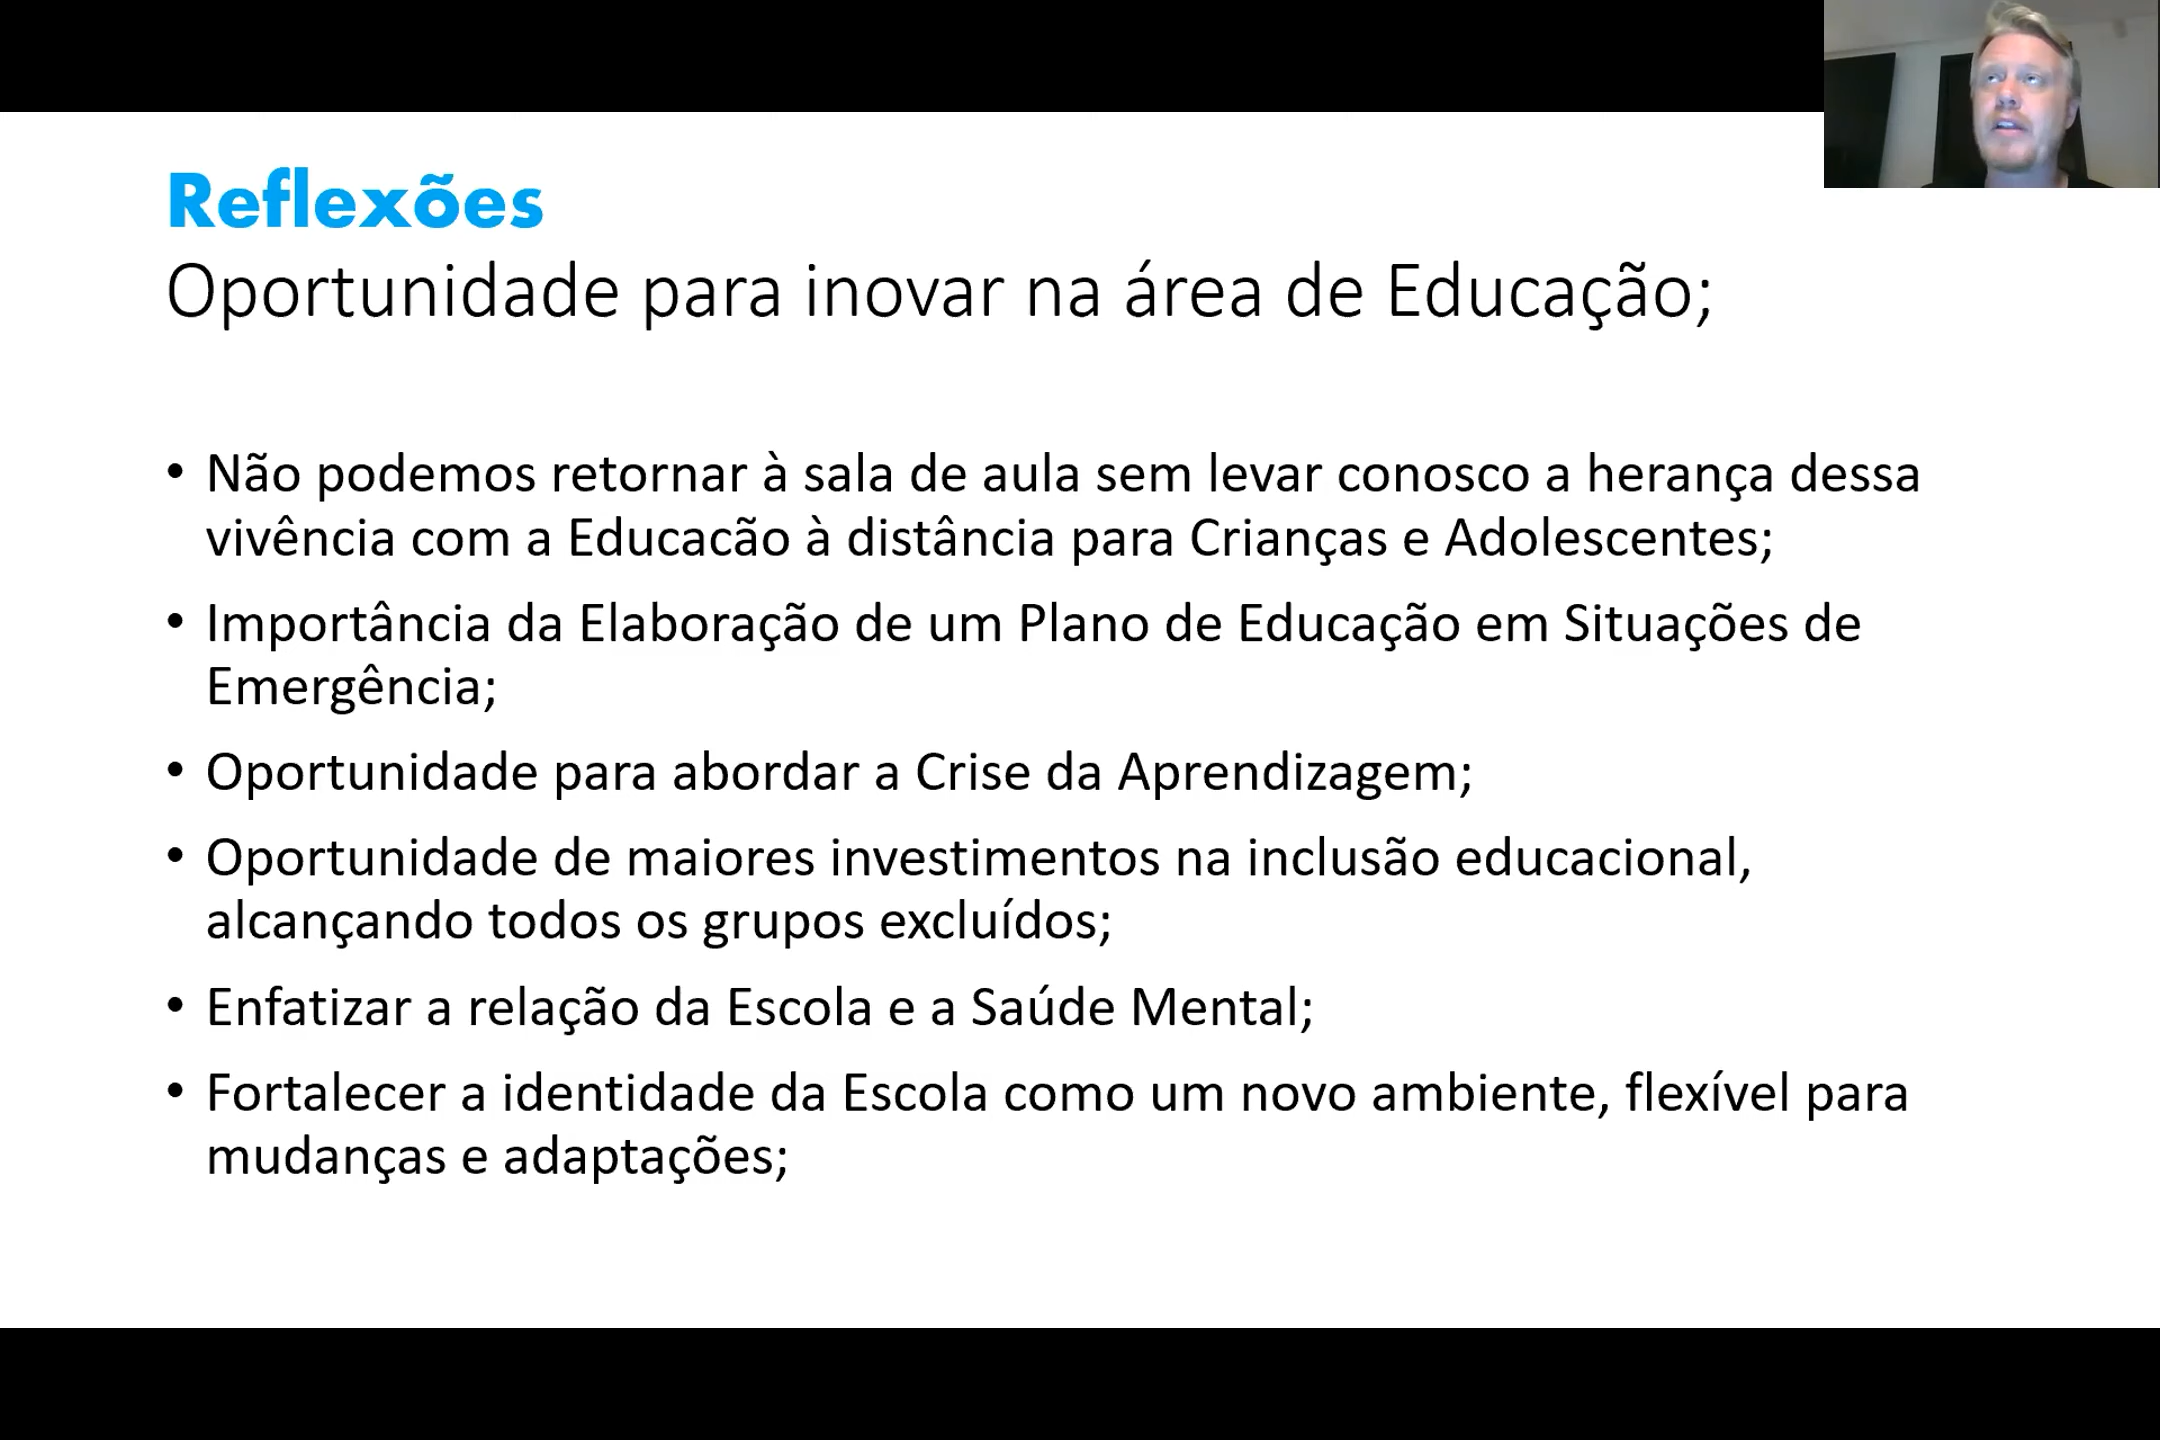 Reflexões
Oportunidade para inovar na área de Educação;
• Não podemos retornar à sala de aula sem levar conosco a herança dessa
vivência com a Educacão à distância para Crianças e Adolescentes;
• Importância da Elaboração de um Plano de Educação em Situações de
Emergência;
• Oportunidade para abordar a Crise da Aprendizagem;
• Oportunidade de maiores investimentos na inclusão educacional,
alcançando todos os grupos excluídos;
• Enfatizar a relação da Escola e a Saúde Mental;
• Fortalecer a identidade da Escola como um novo ambiente, flexível para
mudanças e adaptações;